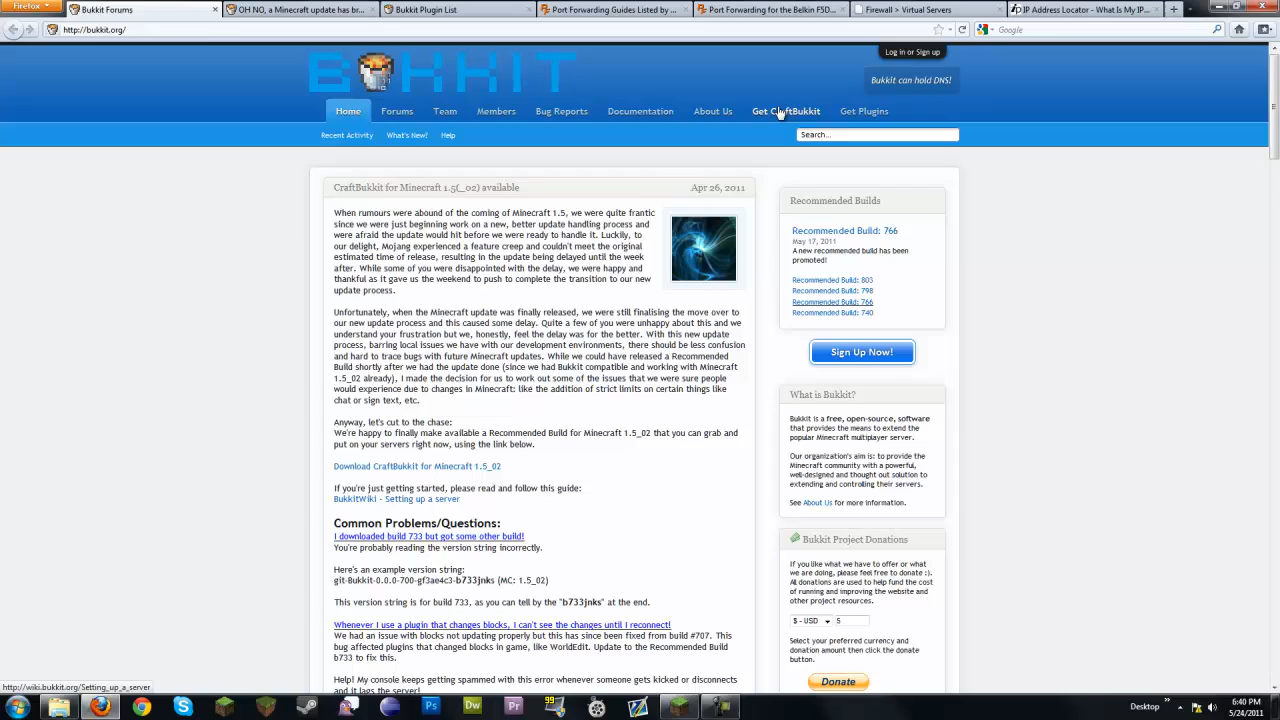 Firefox
Bukkit Forums
OH NO, a Minecraft update has br...
Bukkit Plugin List
Port Forwarding Guides Listed by ...
Port Forwarding for the Belkin F5D...
Firewall > Virtual Servers
IP Address Locator - What Is My IP...
http://bukkit.org/
Google
Log in or Sign up
BUKKIT
Bukkit can hold DNS!
Home Forums Team Members Bug Reports Documentation About Us Get CraftBukkit Get Plugins
Recent Activity What's New? Help
Search...
CraftBukkit for Minecraft 1.5(_02) available Apr 26, 2011
When rumours were abound of the coming of Minecraft 1.5, we were quite frantic
since we were just beginning work on a new, better update handling process and
were afraid the update would hit before we were ready to handle it. Luckily, to
our delight, Mojang experienced a feature creep and couldn't meet the original
estimated time of release, resulting in the update being delayed until the week
after. While some of you were disappointed with the delay, we were happy and
thankful as it gave us the weekend to push to complete the transition to our new
update process.
Unfortunately, when the Minecraft update was finally released, we were still finalising the move over to
our new update process and this caused some delay. Quite a few of you were unhappy about this and we
understand your frustration but we, honestly, feel the delay was for the better. With this new update
process, barring local issues we have with our development environments, there should be less confusion
and hard to trace bugs with future Minecraft updates. While we could have released a Recommended
Build shortly after we had the update done (since we had Bukkit compatible and working with Minecraft
1.5_02 already), I made the decision for us to work out some of the issues that we were sure people
would experience due to changes in Minecraft: like the addition of strict limits on certain things like
chat or sign text, etc.
Anyway, let's cut to the chase:
We're happy to finally make available a Recommended Build for Minecraft 1.5_02 that you can grab and
put on your servers right now, using the link below.
Download CraftBukkit for Minecraft 1.5_02
If you're just getting started, please read and follow this guide:
BukkitWiki - Setting up a server
Common Problems/Questions:
I downloaded build 733 but got some other build!
You're probably reading the version string incorrectly.
Here's an example version string:
git-Bukkit-0.0.0-700-gf3ae4c3-b733jnks (MC: 1.5_02)
This version string is for build 733, as you can tell by the "b733jnks" at the end.
Whenever I use a plugin that changes blocks, I can't see the changes until I reconnect!
We had an issue with blocks not updating properly but this has since been fixed from build #707. This
bug affected plugins that changed blocks in game, like WorldEdit. Update to the Recommended Build
b733 to fix this.
Help! My console keeps getting spammed with this error whenever someone gets kicked or disconnects
and it lags the server!
Recommended Builds
Recommended Build: 766
May 17, 2011
A new recommended build has been
promoted!
Recommended Build: 803
Recommended Build: 798
Recommended Build: 766
Recommended Build: 740
Sign Up Now!
What is Bukkit?
Bukkit is a free, open-source, software
that provides the means to extend the
popular Minecraft multiplayer server.
Our organization's aim is: to provide the
Minecraft community with a powerful,
well-designed and thought out solution to
extending and controlling their servers.
See About Us for more information.
Bukkit Project Donations
If you like what we have to offer or what
we are doing, please feel free to donate :).
All donations are used to help fund the cost
of running and improving the website and
other project resources.
$ - USD 5
Select your preferred currency and
donation amount then click the donate
button.
Donate
http://wiki.bukkit.org/Setting_up_a_server
Dw
Ps
Pr
99
Desktop
6:40 PM
5/24/2011